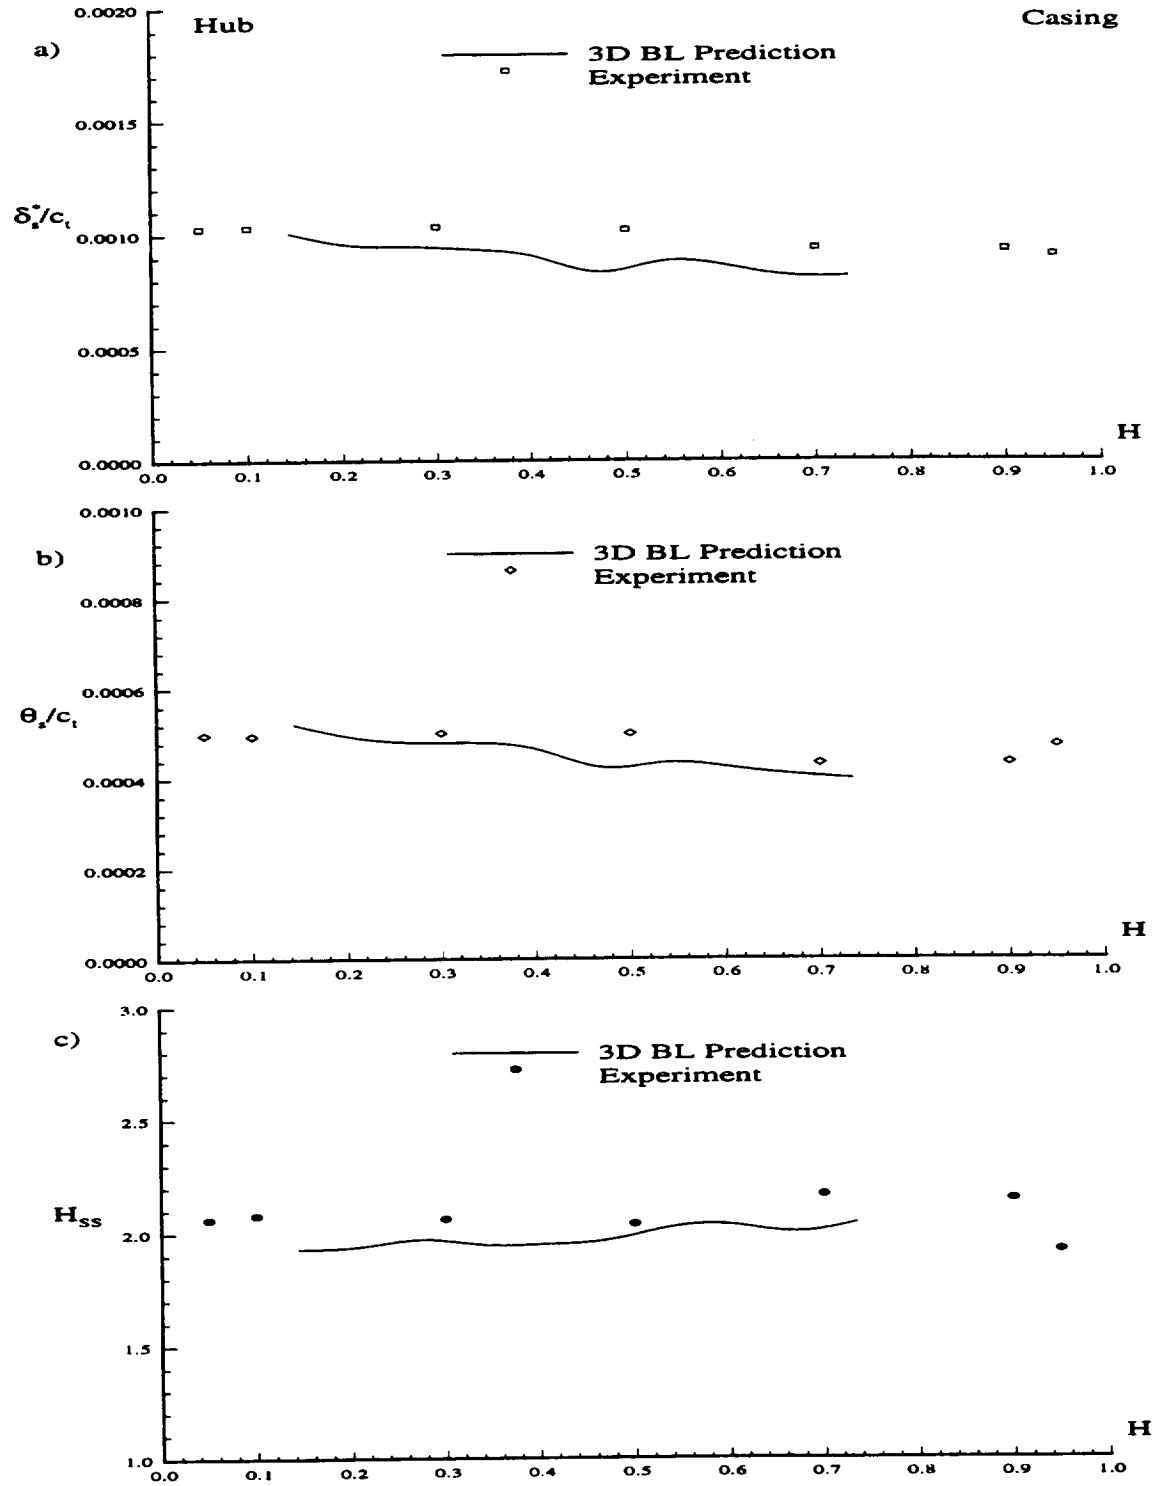 0.0020
Hub
Casing
a)
3D BL Prediction
Experiment
0.0015
δ*s/ct
0.0010
0.0005
H
0.0000
0.0 0.1 0.2 0.3 0.4 0.5 0.6 0.7 0.8 0.9 1.0
0.0010
b)
3D BL Prediction
Experiment
0.0008
0.0006
θs/ct
0.0004
0.0002
H
0.0000
0.0 0.1 0.2 0.3 0.4 0.5 0.6 0.7 0.8 0.9 1.0
3.0
c)
3D BL Prediction
Experiment
2.5
HSS
2.0
1.5
H
1.0
0.0 0.1 0.2 0.3 0.4 0.5 0.6 0.7 0.8 0.9 1.0